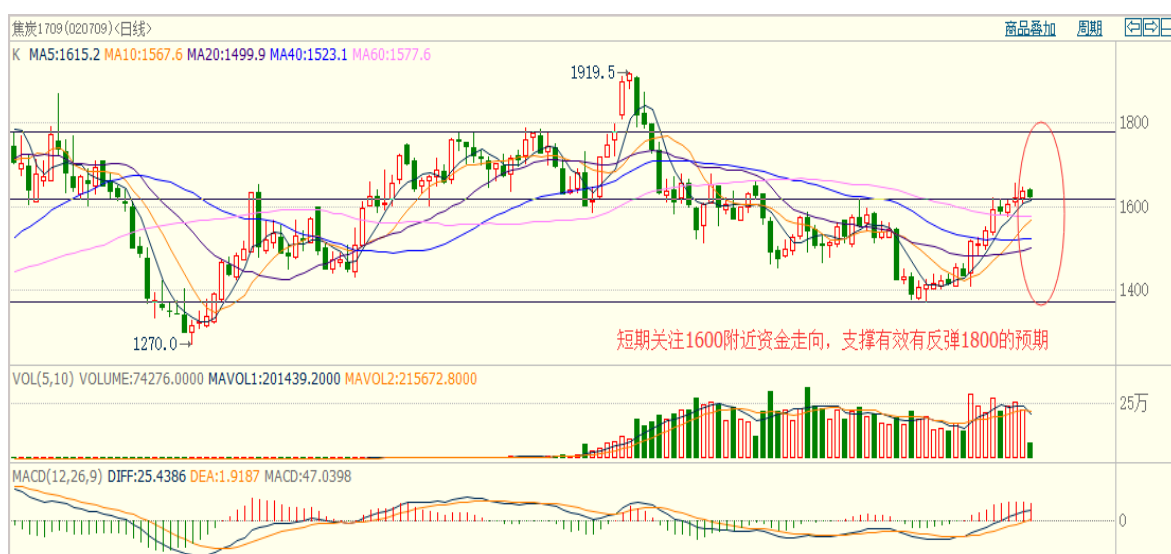 焦炭1709(020709)<日线> 商品叠加 周期
K MA5:1615.2 MA10:1567.6 MA20:1499.9 MA40:1523.1 MA60:1577.6
1919.5
1800
1600
1400
1270.0
短期关注1600附近资金走向，支撑有效有反弹1800的预期
VOL(5,10) VOLUME:74276.0000 MAVOL1:201439.2000 MAVOL2:215672.8000
25万
MACD(12,26,9) DIFF:25.4386 DEA:1.9187 MACD:47.0398
0